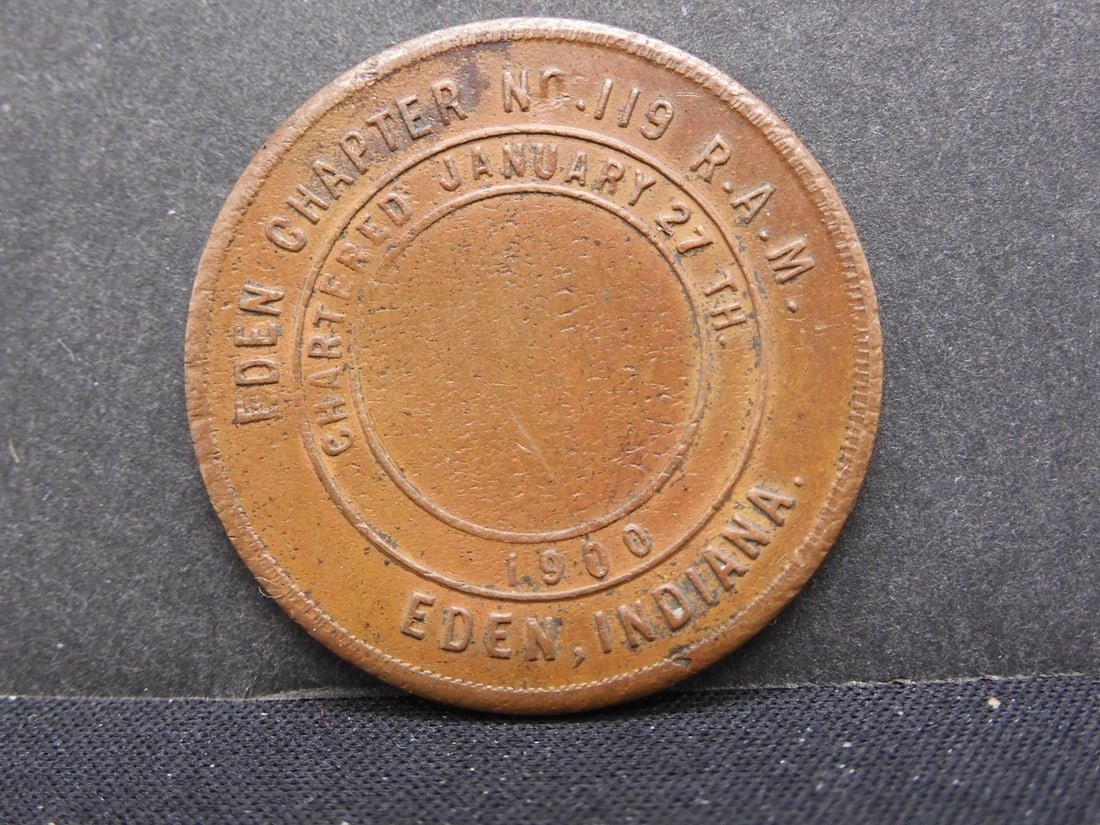 EDEN CHAPTER NO. 119 R.A.M.
CHARTERED JANUARY 27 TH.
1900
EDEN, INDIANA.